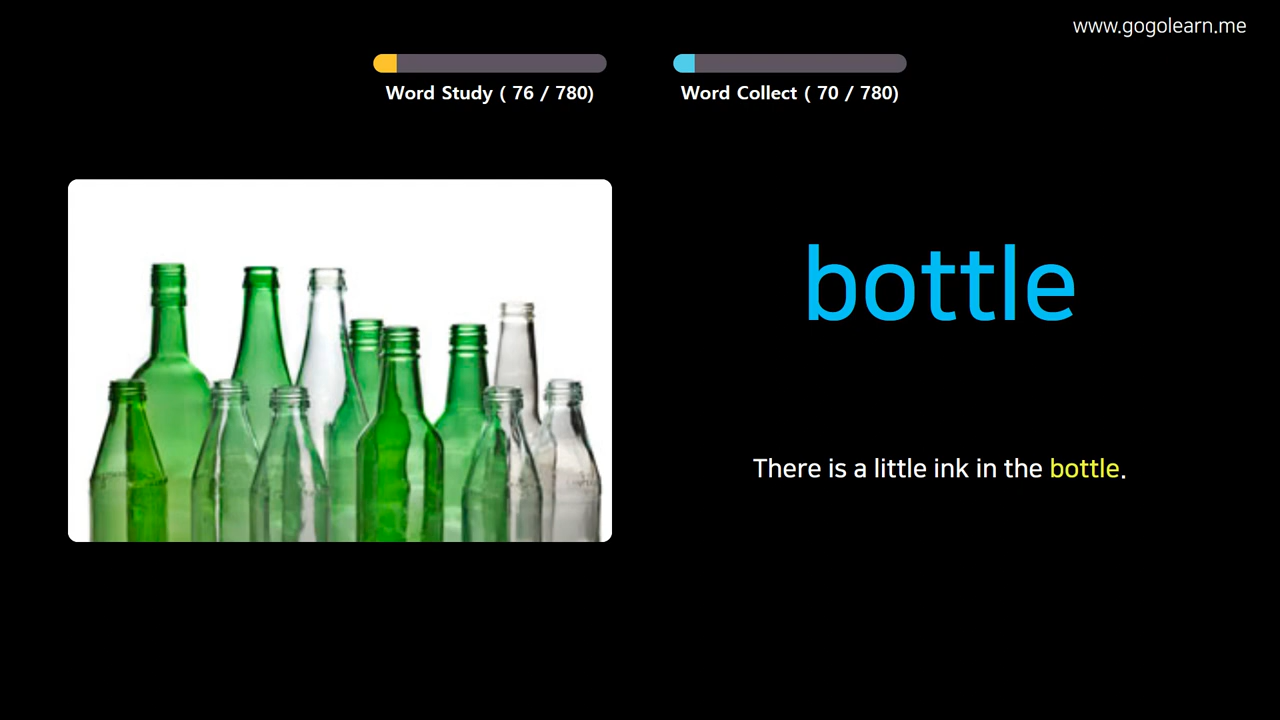 www.gogolearn.me
Word Study ( 76 / 780)
Word Collect ( 70 / 780)
bottle
There is a little ink in the bottle.